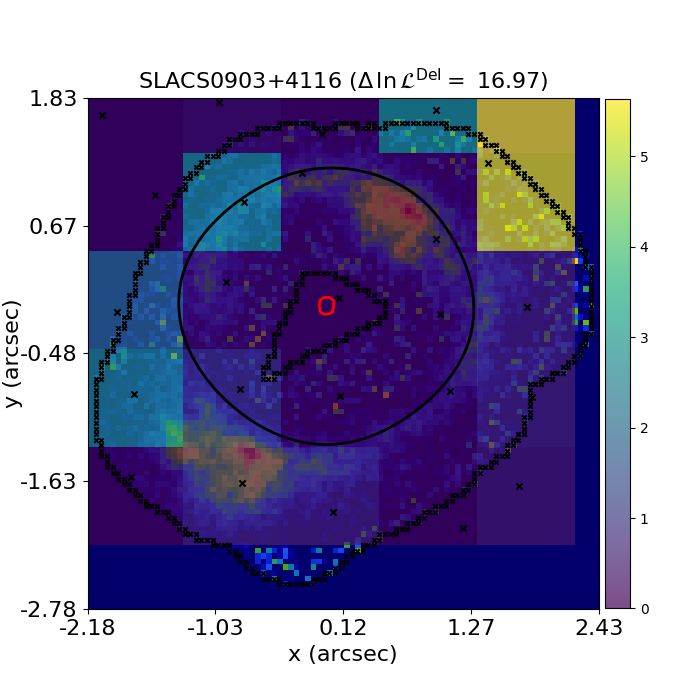 SLACS0903+4116 (Δ ln ℒ^Del = 16.97)
1.83
0.67
-0.48
-1.63
-2.78
y (arcsec)
-2.18 -1.03 0.12 1.27 2.43
x (arcsec)
5
4
3
2
1
0